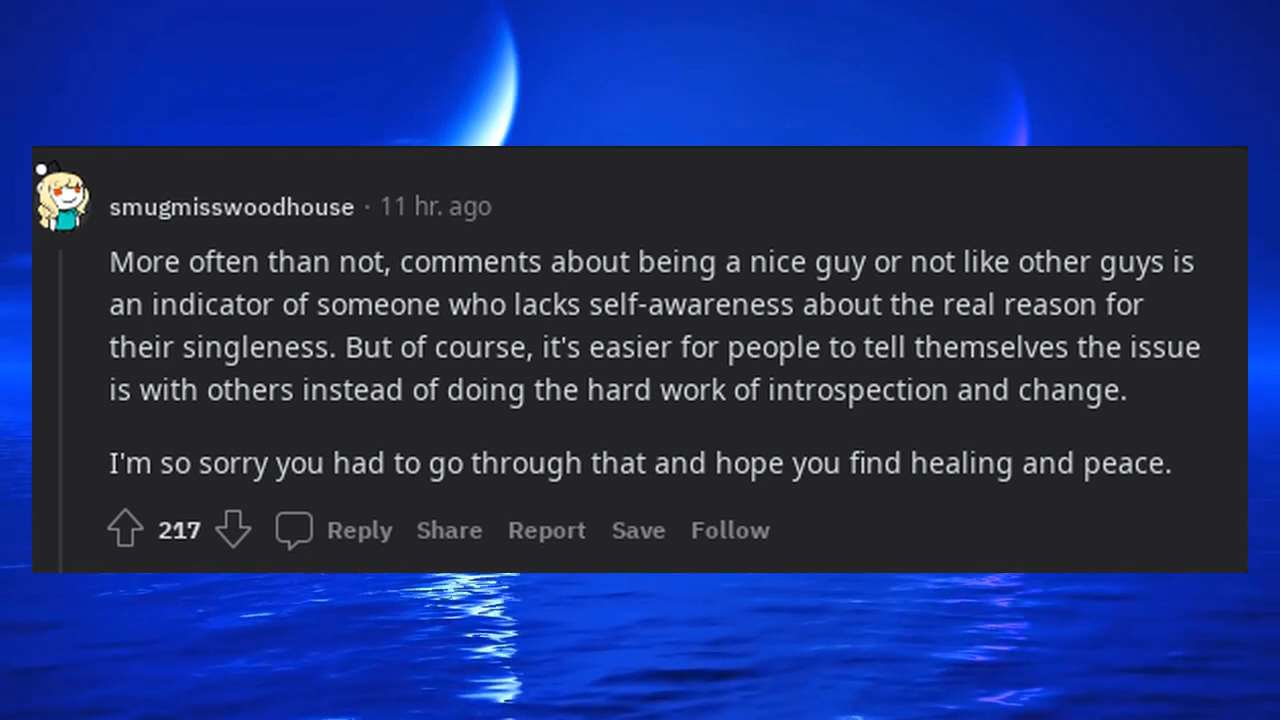 smugmisswoodhouse · 11 hr. ago
More often than not, comments about being a nice guy or not like other guys is
an indicator of someone who lacks self-awareness about the real reason for
their singleness. But of course, it's easier for people to tell themselves the issue
is with others instead of doing the hard work of introspection and change.
I'm so sorry you had to go through that and hope you find healing and peace.
217 Reply Share Report Save Follow